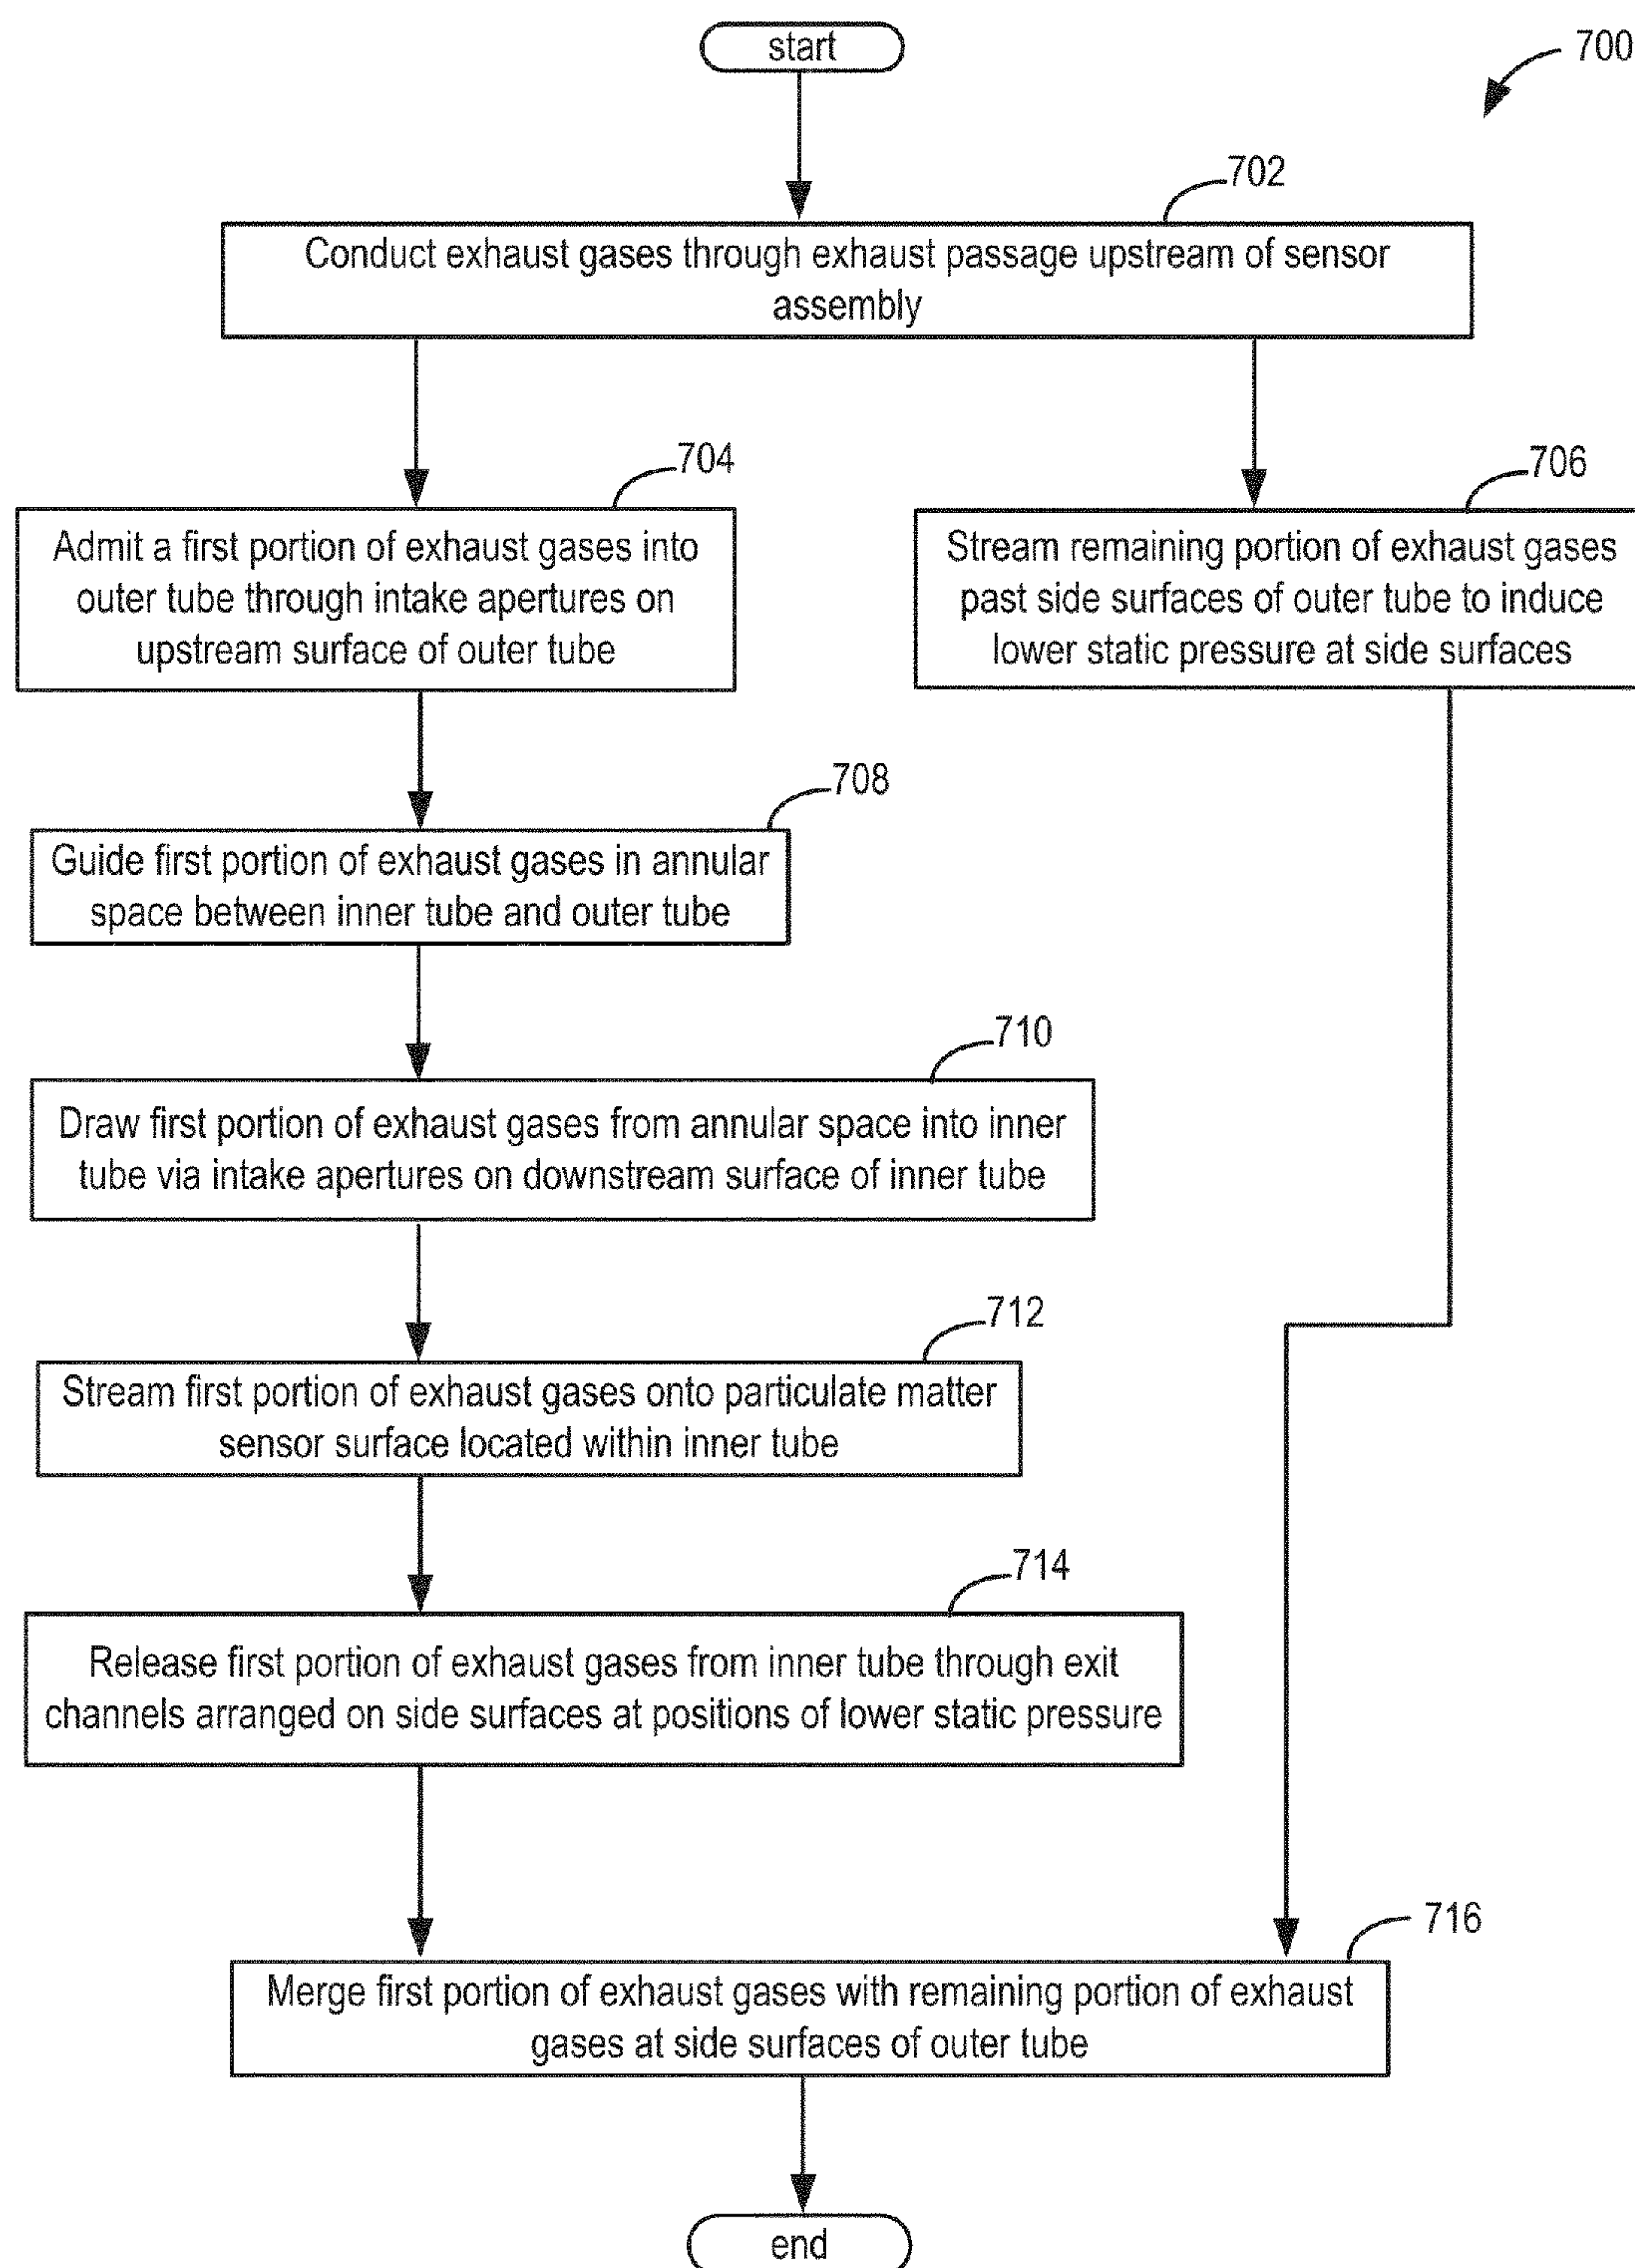 start
700
702
Conduct exhaust gases through exhaust passage upstream of sensor
assembly
704
Admit a first portion of exhaust gases into
outer tube through intake apertures on
upstream surface of outer tube
706
Stream remaining portion of exhaust gases
past side surfaces of outer tube to induce
lower static pressure at side surfaces
708
Guide first portion of exhaust gases in annular
space between inner tube and outer tube
710
Draw first portion of exhaust gases from annular space into inner
tube via intake apertures on downstream surface of inner tube
712
Stream first portion of exhaust gases onto particulate matter
sensor surface located within inner tube
714
Release first portion of exhaust gases from inner tube through exit
channels arranged on side surfaces at positions of lower static pressure
716
Merge first portion of exhaust gases with remaining portion of exhaust
gases at side surfaces of outer tube
end